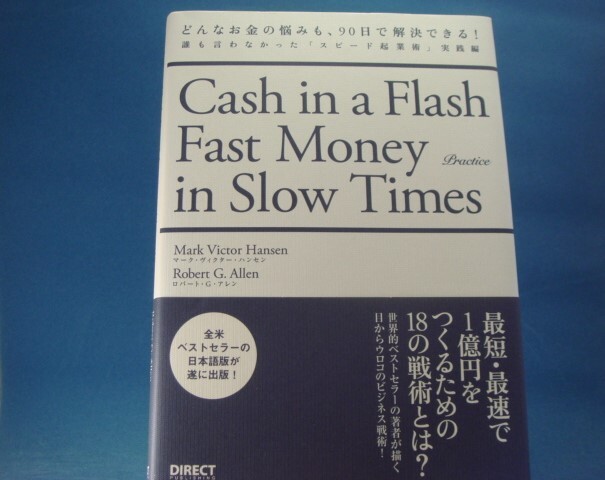 どんなお金の悩みも、90日で解決できる！
誰も言わなかった「スピード起業術」実践編
Cash in a Flash
Fast Money
Practice
in Slow Times
Mark Victor Hansen
マーク・ヴィクター・ハンセン
Robert G. Allen
ロバート・G・アレン
全米
ベストセラーの
日本語版が
遂に出版！
最短・最速で
1億円を
つくるための
18の戦術とは？
世界的ベストセラーの著者が描く
目からウロコのビジネス戦術！
DIRECT
PUBLISHING